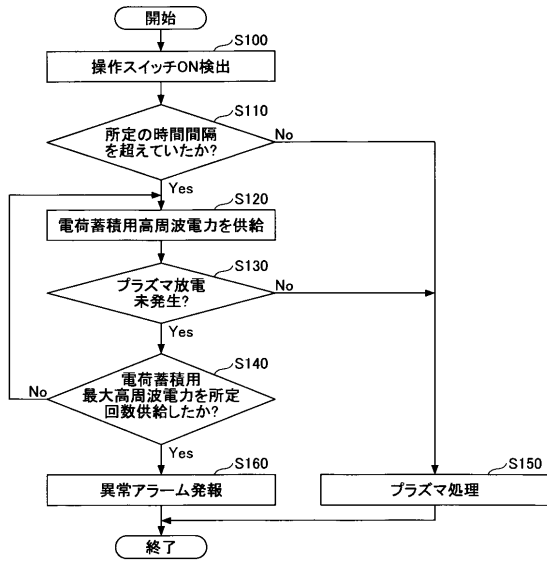 開始
S100
操作スイッチON検出
S110
所定の時間間隔
を超えていたか?
No
Yes
S120
電荷蓄積用高周波電力を供給
S130
プラズマ放電
未発生?
No
Yes
S140
電荷蓄積用
最大高周波電力を所定
回数供給したか?
No
Yes
S160
異常アラーム発報
S150
プラズマ処理
終了